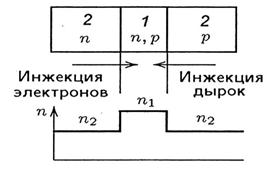 2 1 2
n n, p p
Инжекция электронов
Инжекция дырок
n
n₂ n₁ n₂